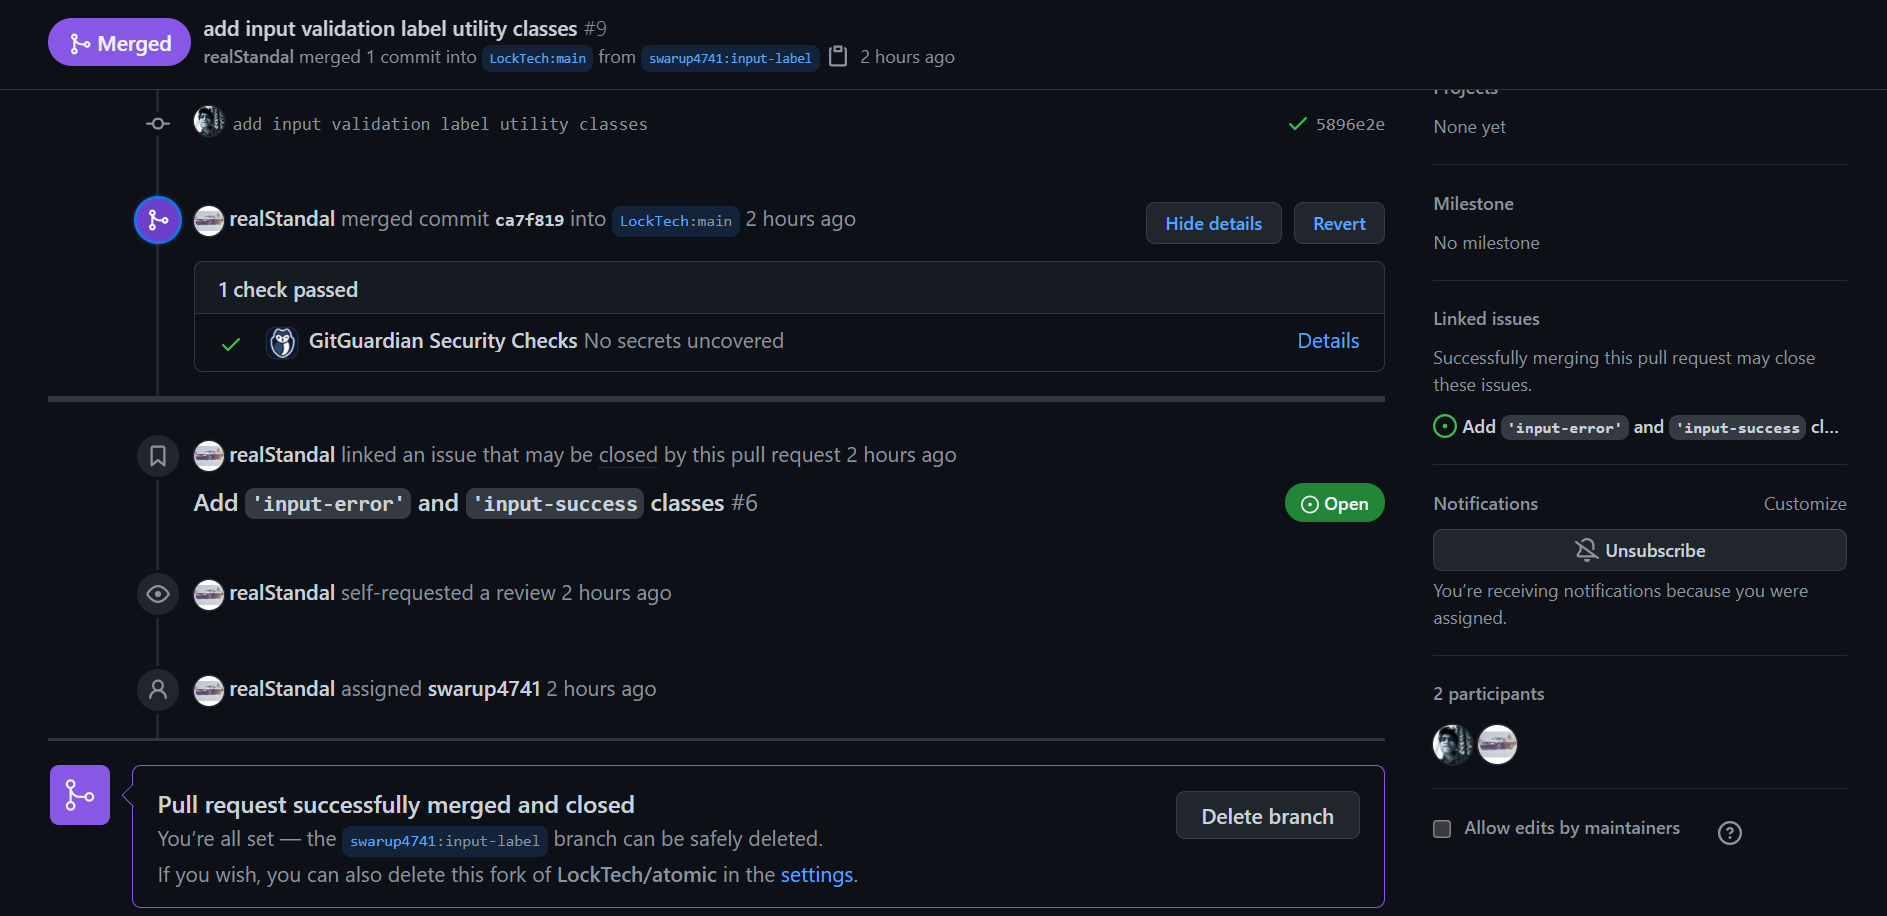 Merged
add input validation label utility classes #9
realStandal merged 1 commit into LockTech:main from swarup4741:input-label 2 hours ago
add input validation label utility classes 5896e2e
realStandal merged commit ca7f819 into LockTech:main 2 hours ago
Hide details
Revert
1 check passed
GitGuardian Security Checks No secrets uncovered Details
realStandal linked an issue that may be closed by this pull request 2 hours ago
Add 'input-error' and 'input-success classes #6
Open
realStandal self-requested a review 2 hours ago
realStandal assigned swarup4741 2 hours ago
Pull request successfully merged and closed
You’re all set — the swarup4741:input-label branch can be safely deleted.
If you wish, you can also delete this fork of LockTech/atomic in the settings.
Delete branch
Projects
None yet
Milestone
No milestone
Linked issues
Successfully merging this pull request may close
these issues.
Add 'input-error' and 'input-success cl...
Notifications Customize
Unsubscribe
You’re receiving notifications because you were
assigned.
2 participants
Allow edits by maintainers